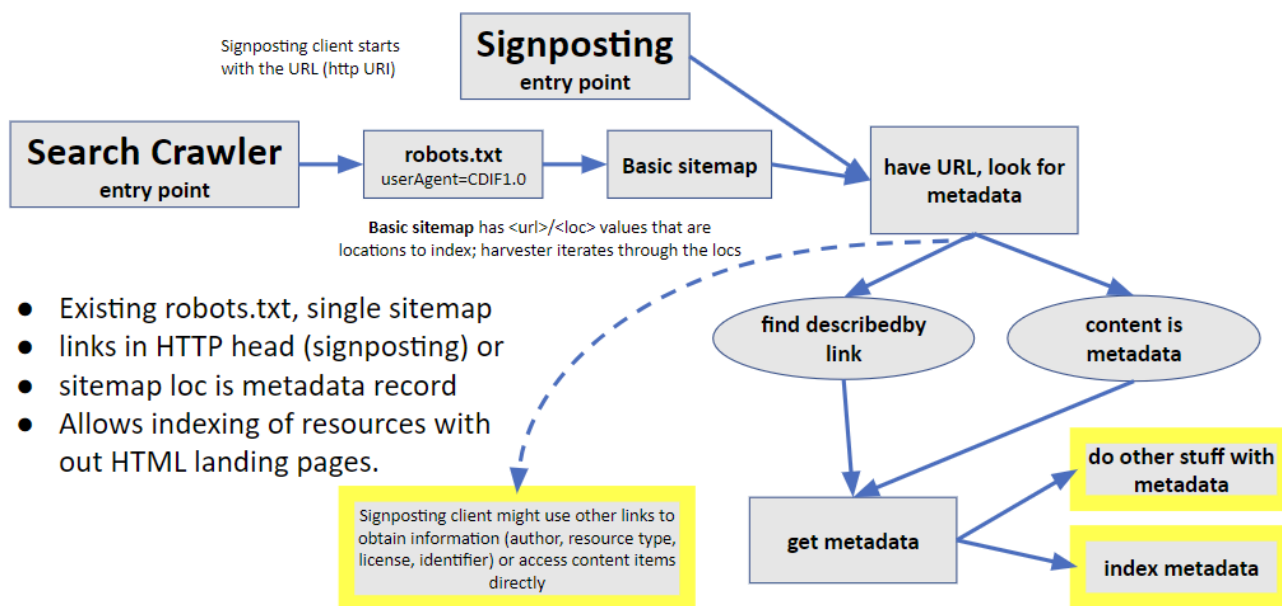 Signposting client starts
with the URL (http URI)
Signposting
entry point
Search Crawler
entry point
robots.txt
userAgent=CDIF1.0
Basic sitemap
have URL, look for
metadata
Basic sitemap has <url>/<loc> values that are
locations to index; harvester iterates through the locs
● Existing robots.txt, single sitemap
● links in HTTP head (signposting) or
● sitemap loc is metadata record
● Allows indexing of resources with
out HTML landing pages.
find describedby
link
content is
metadata
Signposting client might use other links to
obtain information (author, resource type,
license, identifier) or access content items
directly
get metadata
do other stuff with
metadata
index metadata